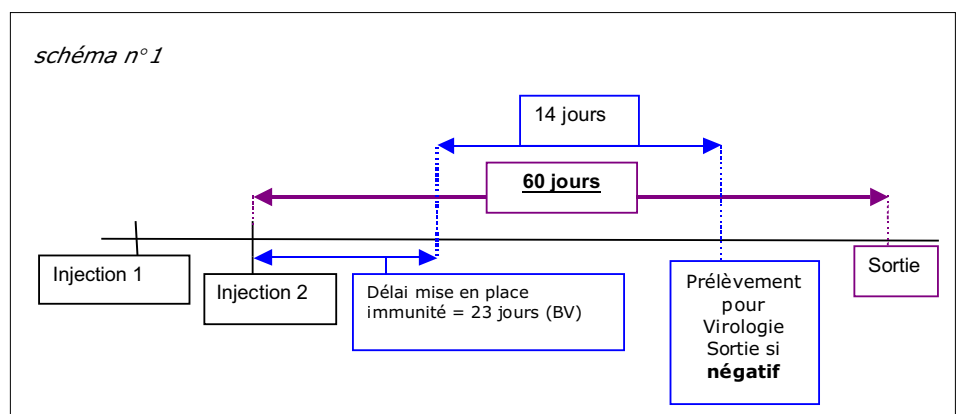 schéma n°1
14 jours
60 jours
Injection 1
Injection 2
Délai mise en place
immunité = 23 jours (BV)
Prélèvement
pour
Virologie
Sortie si
négatif
Sortie